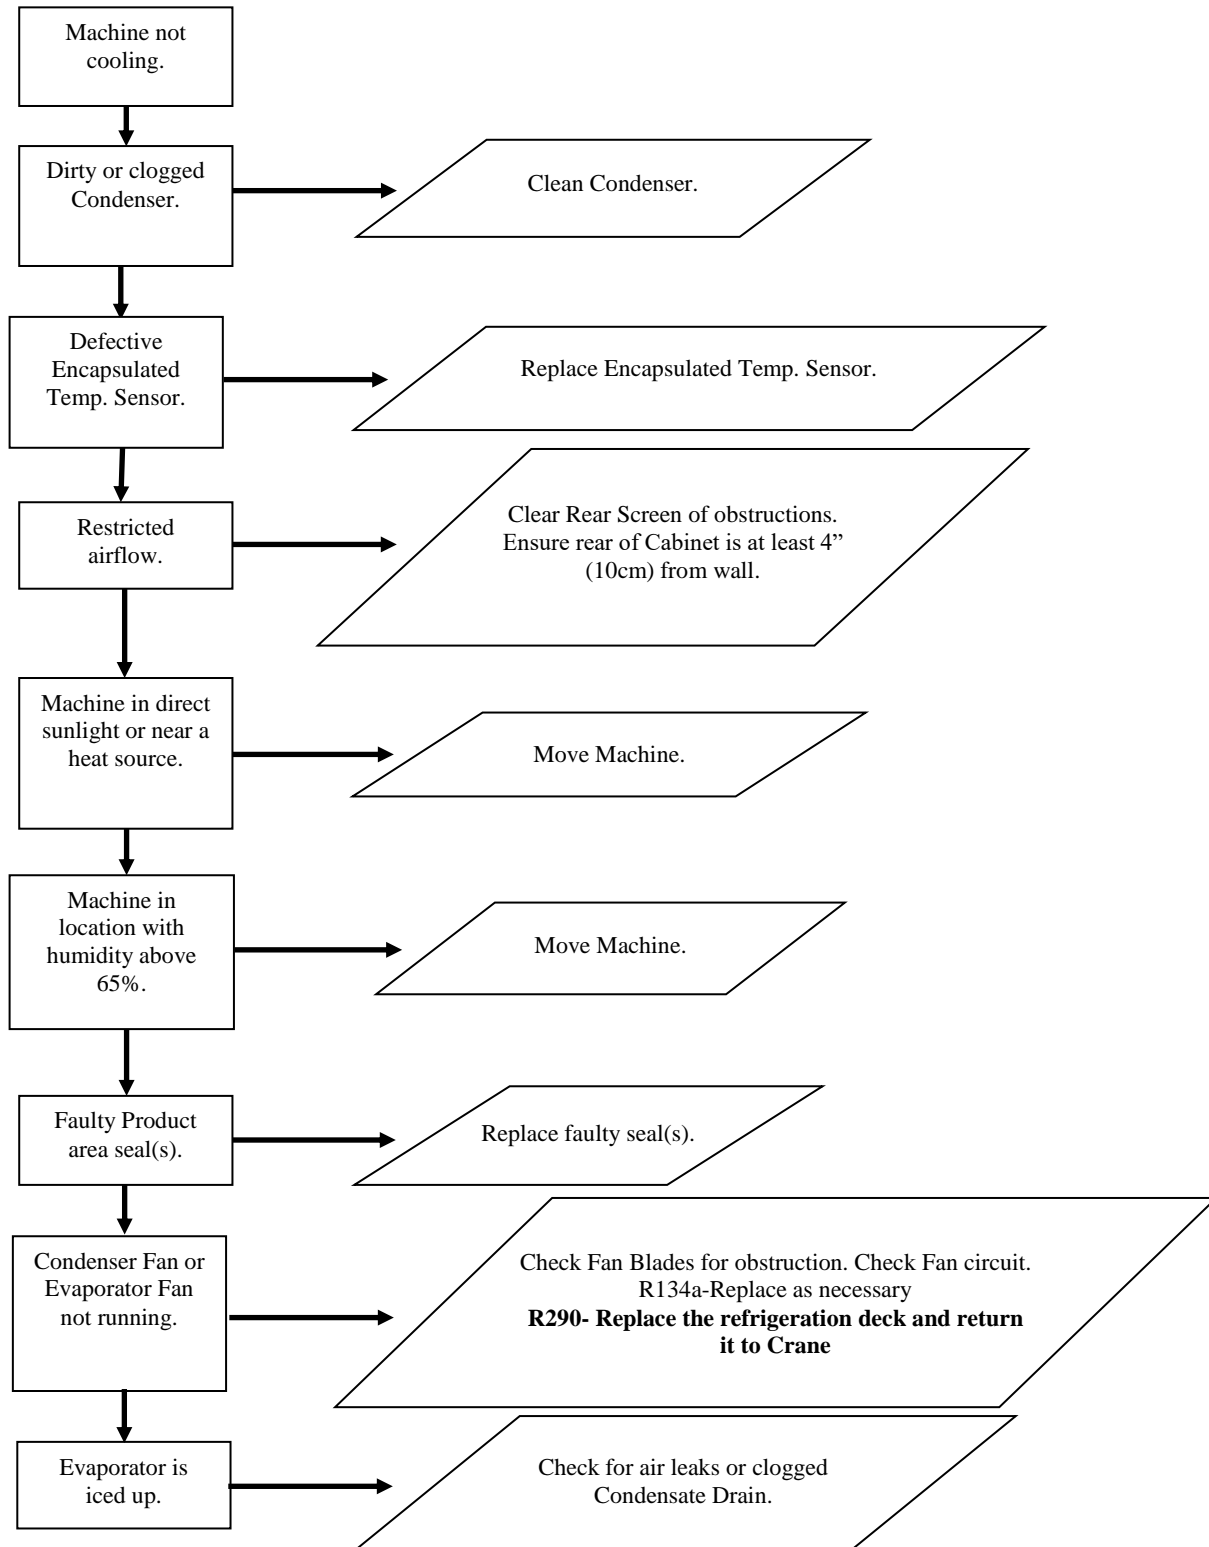 Machine not
cooling.
Dirty or clogged
Condenser.
Clean Condenser.
Defective
Encapsulated
Temp. Sensor.
Replace Encapsulated Temp. Sensor.
Restricted
airflow.
Clear Rear Screen of obstructions.
Ensure rear of Cabinet is at least 4”
(10cm) from wall.
Machine in direct
sunlight or near a
heat source.
Move Machine.
Machine in
location with
humidity above
65%.
Move Machine.
Faulty Product
area seal(s).
Replace faulty seal(s).
Condenser Fan or
Evaporator Fan
not running.
Check Fan Blades for obstruction. Check Fan circuit.
R134a-Replace as necessary
R290- Replace the refrigeration deck and return
it to Crane
Evaporator is
iced up.
Check for air leaks or clogged
Condensate Drain.